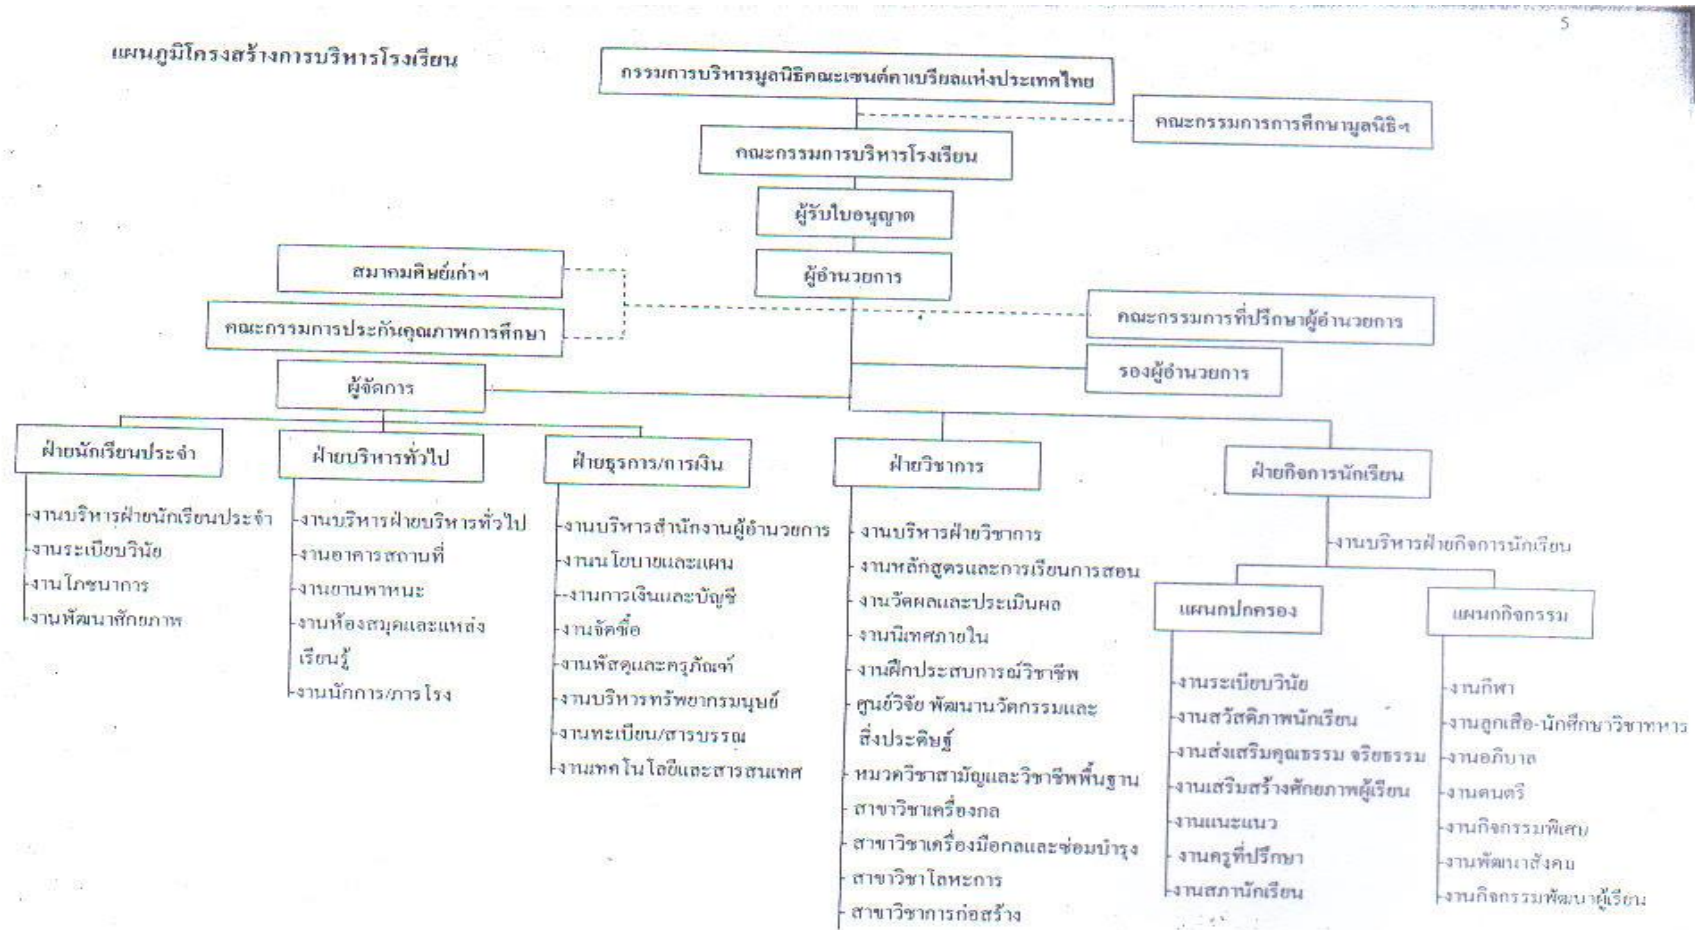 5
แผนภูมิโครงสร้างการบริหารโรงเรียน
กรรมการบริหารมูลนิธิคณะเซนต์คาเบรียลแห่งประเทศไทย
คณะกรรมการการศึกษามูลนิธิฯ
คณะกรรมการบริหารโรงเรียน
ผู้รับใบอนุญาต
ผู้อำนวยการ
สมาคมศิษย์เก่าฯ
คณะกรรมการประกันคุณภาพการศึกษา
คณะกรรมการที่ปรึกษาผู้อำนวยการ
รองผู้อำนวยการ
ผู้จัดการ
ฝ่ายนักเรียนประจำ
-งานบริหารฝ่ายนักเรียนประจำ
-งานระเบียบวินัย
-งานโภชนาการ
-งานพัฒนาศักยภาพ
ฝ่ายบริหารทั่วไป
-งานบริหารฝ่ายบริหารทั่วไป
-งานอาคารสถานที่
-งานยานพาหนะ
-งานห้องสมุดและแหล่ง
เรียนรู้
-งานนักการ/ภารโรง
ฝ่ายธุรการ/การเงิน
-งานบริหารสำนักงานผู้อำนวยการ
-งานนโยบายและแผน
--งานการเงินและบัญชี
-งานจัดซื้อ
-งานพัสดุและครุภัณฑ์
-งานบริหารทรัพยากรมนุษย์
-งานทะเบียน/สารบรรณ
-งานเทคโนโลยีและสารสนเทศ
ฝ่ายวิชาการ
- งานบริหารฝ่ายวิชาการ
- งานหลักสูตรและการเรียนการสอน
- งานวัดผลและประเมินผล
- งานนิเทศภายใน
- งานฝึกประสบการณ์วิชาชีพ
- ศูนย์วิจัย พัฒนานวัตกรรมและ
สิ่งประดิษฐ์
- หมวดวิชาสามัญและวิชาชีพพื้นฐาน
- สาขาวิชาเครื่องกล
- สาขาวิชาเครื่องมือกลและซ่อมบำรุง
- สาขาวิชาโลหะการ
- สาขาวิชาการก่อสร้าง
ฝ่ายกิจการนักเรียน
-งานบริหารฝ่ายกิจการนักเรียน
แผนกปกครอง
-งานระเบียบวินัย
-งานสวัสดิภาพนักเรียน
-งานส่งเสริมคุณธรรม จริยธรรม
-งานเสริมสร้างศักยภาพผู้เรียน
-งานแนะแนว
- งานครูที่ปรึกษา
-งานสภานักเรียน
แผนกกิจกรรม
-งานกีฬา
-งานลูกเสือ-นักศึกษาวิชาทหาร
-งานอภิบาล
-งานดนตรี
-งานกิจกรรมพิเศษ
-งานพัฒนาสังคม
-งานกิจกรรมพัฒนาผู้เรียน